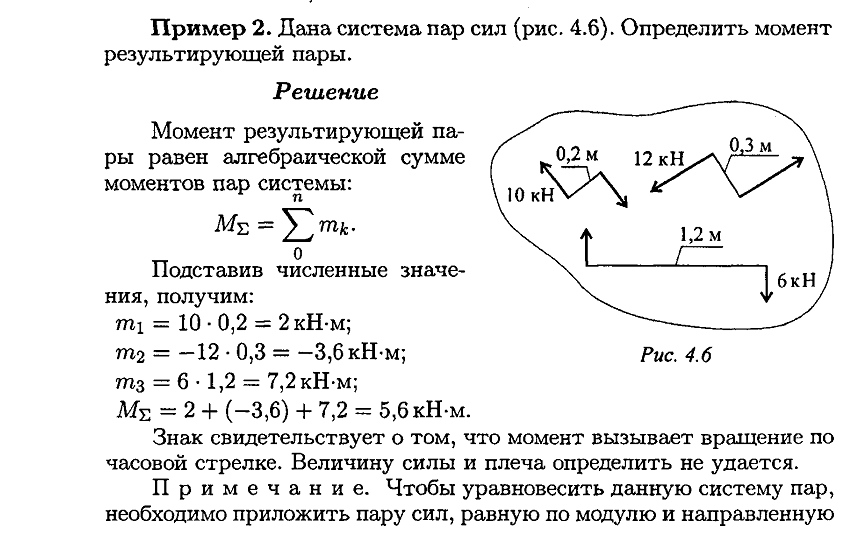 Пример 2. Дана система пар сил (рис. 4.6). Определить момент
результирующей пары.
Решение
Момент результирующей па-
ры равен алгебраической сумме
моментов пар системы:
n
M_Σ = ∑ m_k.
0
Подставив численные значе-
ния, получим:
m₁ = 10 · 0,2 = 2 кН·м;
m₂ = −12 · 0,3 = −3,6 кН·м;
m₃ = 6 · 1,2 = 7,2 кН·м;
M_Σ = 2 + (−3,6) + 7,2 = 5,6 кН·м.
0,2 м
12 кН
0,3 м
10 кН
1,2 м
6 кН
Рис. 4.6
Знак свидетельствует о том, что момент вызывает вращение по
часовой стрелке. Величину силы и плеча определить не удается.
Примечание. Чтобы уравновесить данную систему пар,
необходимо приложить пару сил, равную по модулю и направленную